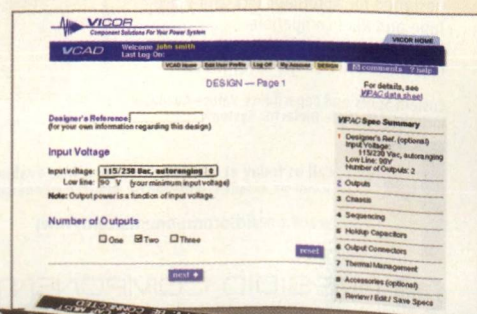 VICOR
Component Solutions For Your Power System
VICOR HOME
VCAD
Welcome john smith
Last Log On:
VCAD Home
Edit User Profile
Log Off
My Account
DESIGN
comments ? help
DESIGN — Page 1
For details, see
VIPAC data sheet
Designer's Reference:
(for your own information regarding this design)
Input Voltage
Input voltage: 115/230 Vac, autoranging
Low line: 90 V (your minimum input voltage)
Note: Output power is a function of input voltage.
Number of Outputs
One Two Three
reset
next
VIPAC Spec Summary
1 Designer's Ref. (optional)
Input Voltage:
115/230 Vac, autoranging
Low Line: 90V
Number of Outputs: 2
2 Outputs
3 Chassis
4 Sequencing
5 Holdup Capacitors
6 Output Connectors
7 Thermal Management
8 Accessories (optional)
9 Review / Edit / Save Specs